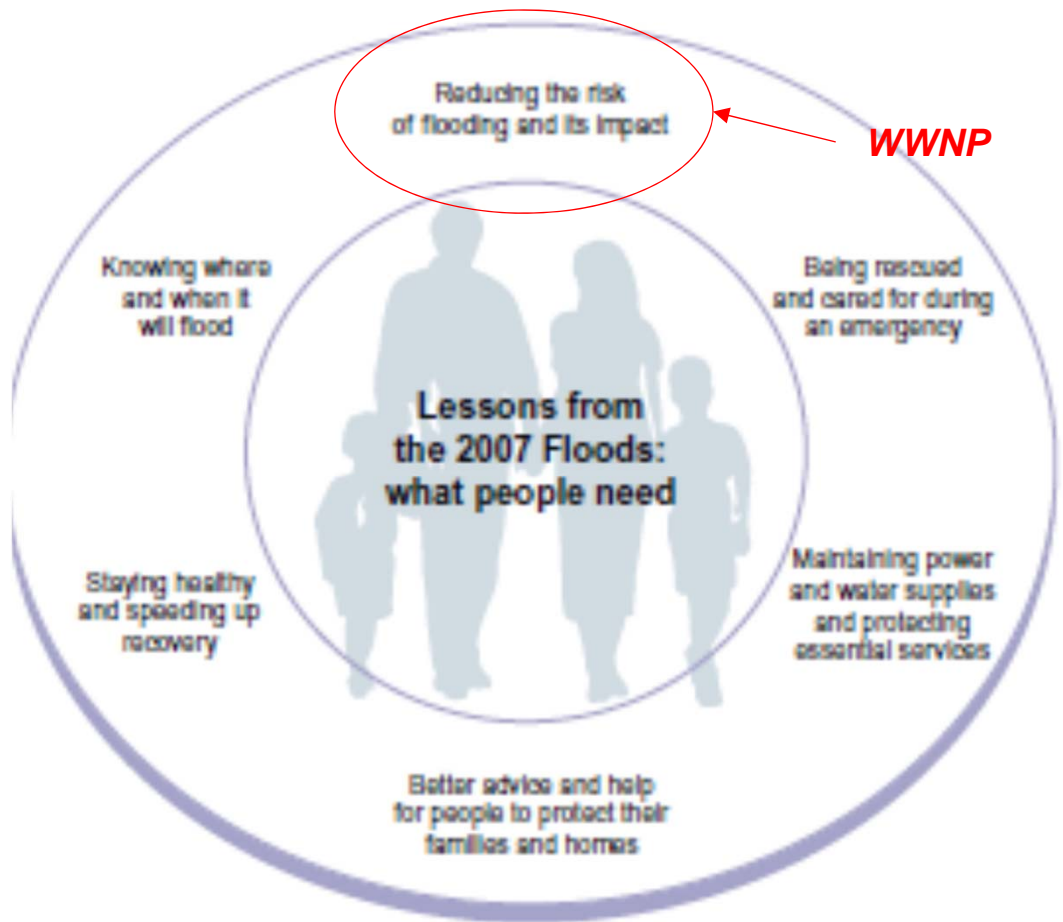 Reducing the risk
of flooding and its impact
WWNP
Knowing where
and when it
will flood
Being rescued
and cared for during
an emergency
Lessons from
the 2007 Floods:
what people need
Staying healthy
and speeding up
recovery
Maintaining power
and water supplies
and protecting
essential services
Better advice and help
for people to protect their
families and homes